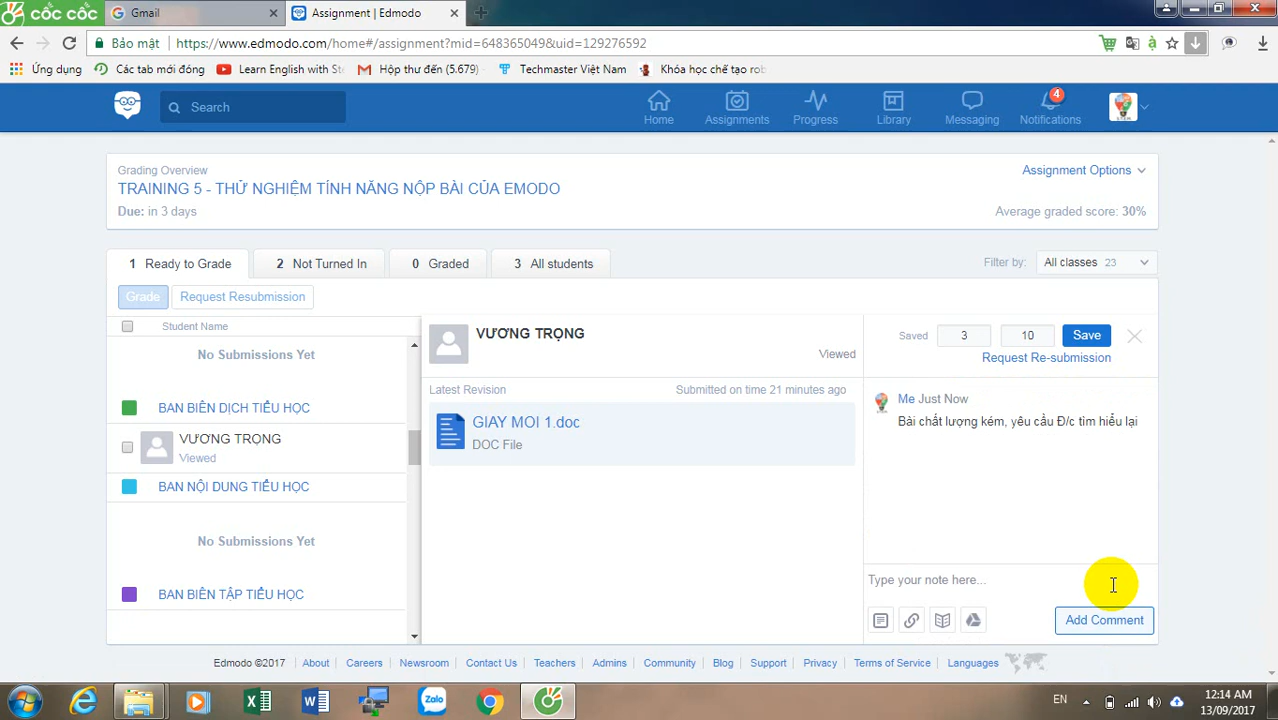 CỐC CỐC
Gmail
Assignment | Edmodo
Bảo mật
https://www.edmodo.com/home#/assignment?mid=648365049&uid=129276592
Ứng dụng
Các tab mới đóng
Learn English with Ste
Hộp thư đến (5.679)
Techmaster Việt Nam
Khóa học chế tạo rob
Search
Home
Assignments
Progress
Library
Messaging
4
Notifications
Grading Overview
Assignment Options
TRAINING 5 - THỬ NGHIỆM TÍNH NĂNG NỘP BÀI CỦA EMODO
Due: in 3 days
Average graded score: 30%
1 Ready to Grade
2 Not Turned In
0 Graded
3 All students
Filter by:
All classes 23
Grade
Request Resubmission
Student Name
No Submissions Yet
BAN BIÊN DỊCH TIỂU HỌC
VƯƠNG TRỌNG
Viewed
BAN NỘI DUNG TIỂU HỌC
No Submissions Yet
BAN BIÊN TẬP TIỂU HỌC
VƯƠNG TRỌNG
Viewed
Latest Revision
Submitted on time 21 minutes ago
GIAY MOI 1.doc
DOC File
Saved
3
10
Save
Request Re-submission
Me Just Now
Bài chất lượng kém, yêu cầu Đ/c tìm hiểu lại
Type your note here...
Add Comment
Edmodo ©2017
About
Careers
Newsroom
Contact Us
Teachers
Admins
Community
Blog
Support
Privacy
Terms of Service
Languages
Zalo
EN
12:14 AM
13/09/2017